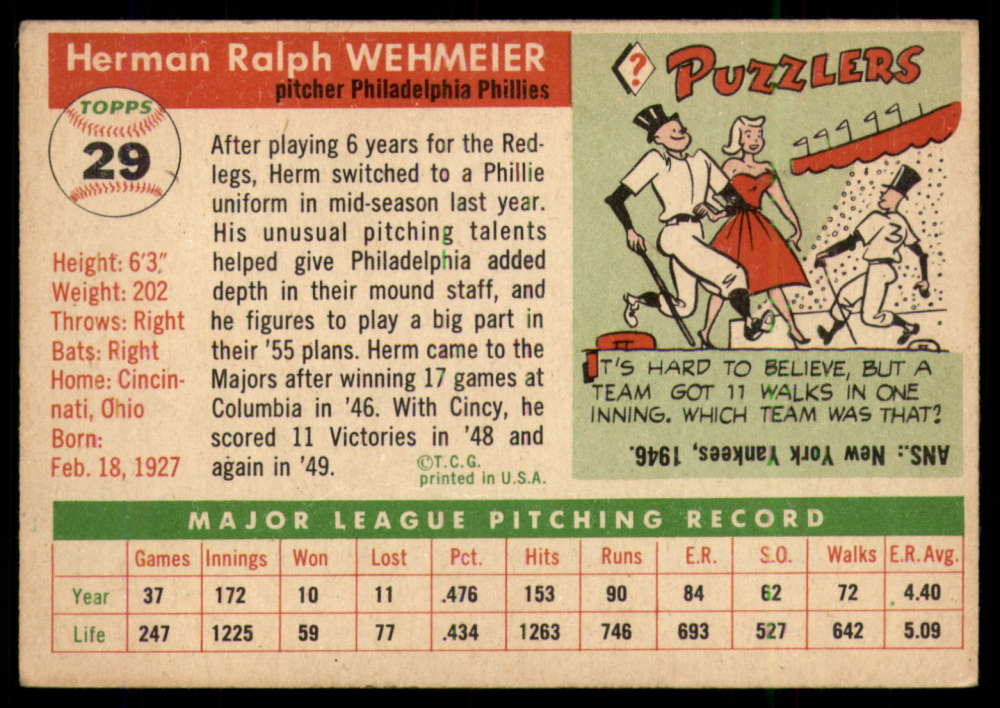 Herman Ralph WEHMEIER
pitcher Philadelphia Phillies
TOPPS
29
Height: 6'3"
Weight: 202
Throws: Right
Bats: Right
Home: Cincin-
nati, Ohio
Born:
Feb. 18, 1927
After playing 6 years for the Red-
legs, Herm switched to a Phillie
uniform in mid-season last year.
His unusual pitching talents
helped give Philadelphia added
depth in their mound staff, and
he figures to play a big part in
their '55 plans. Herm came to the
Majors after winning 17 games at
Columbia in '46. With Cincy, he
scored 11 Victories in '48 and
again in '49.
©T.C.G.
printed in U.S.A.
?
PUZZLERS
3
IT'S HARD TO BELIEVE, BUT A
TEAM GOT 11 WALKS IN ONE
INNING. WHICH TEAM WAS THAT?
ANS.: New York Yankees, 1946.
MAJOR LEAGUE PITCHING RECORD
Games Innings Won Lost Pct. Hits Runs E.R. S.O. Walks E.R. Avg.
Year 37 172 10 11 .476 153 90 84 62 72 4.40
Life 247 1225 59 77 .434 1263 746 693 527 642 5.09